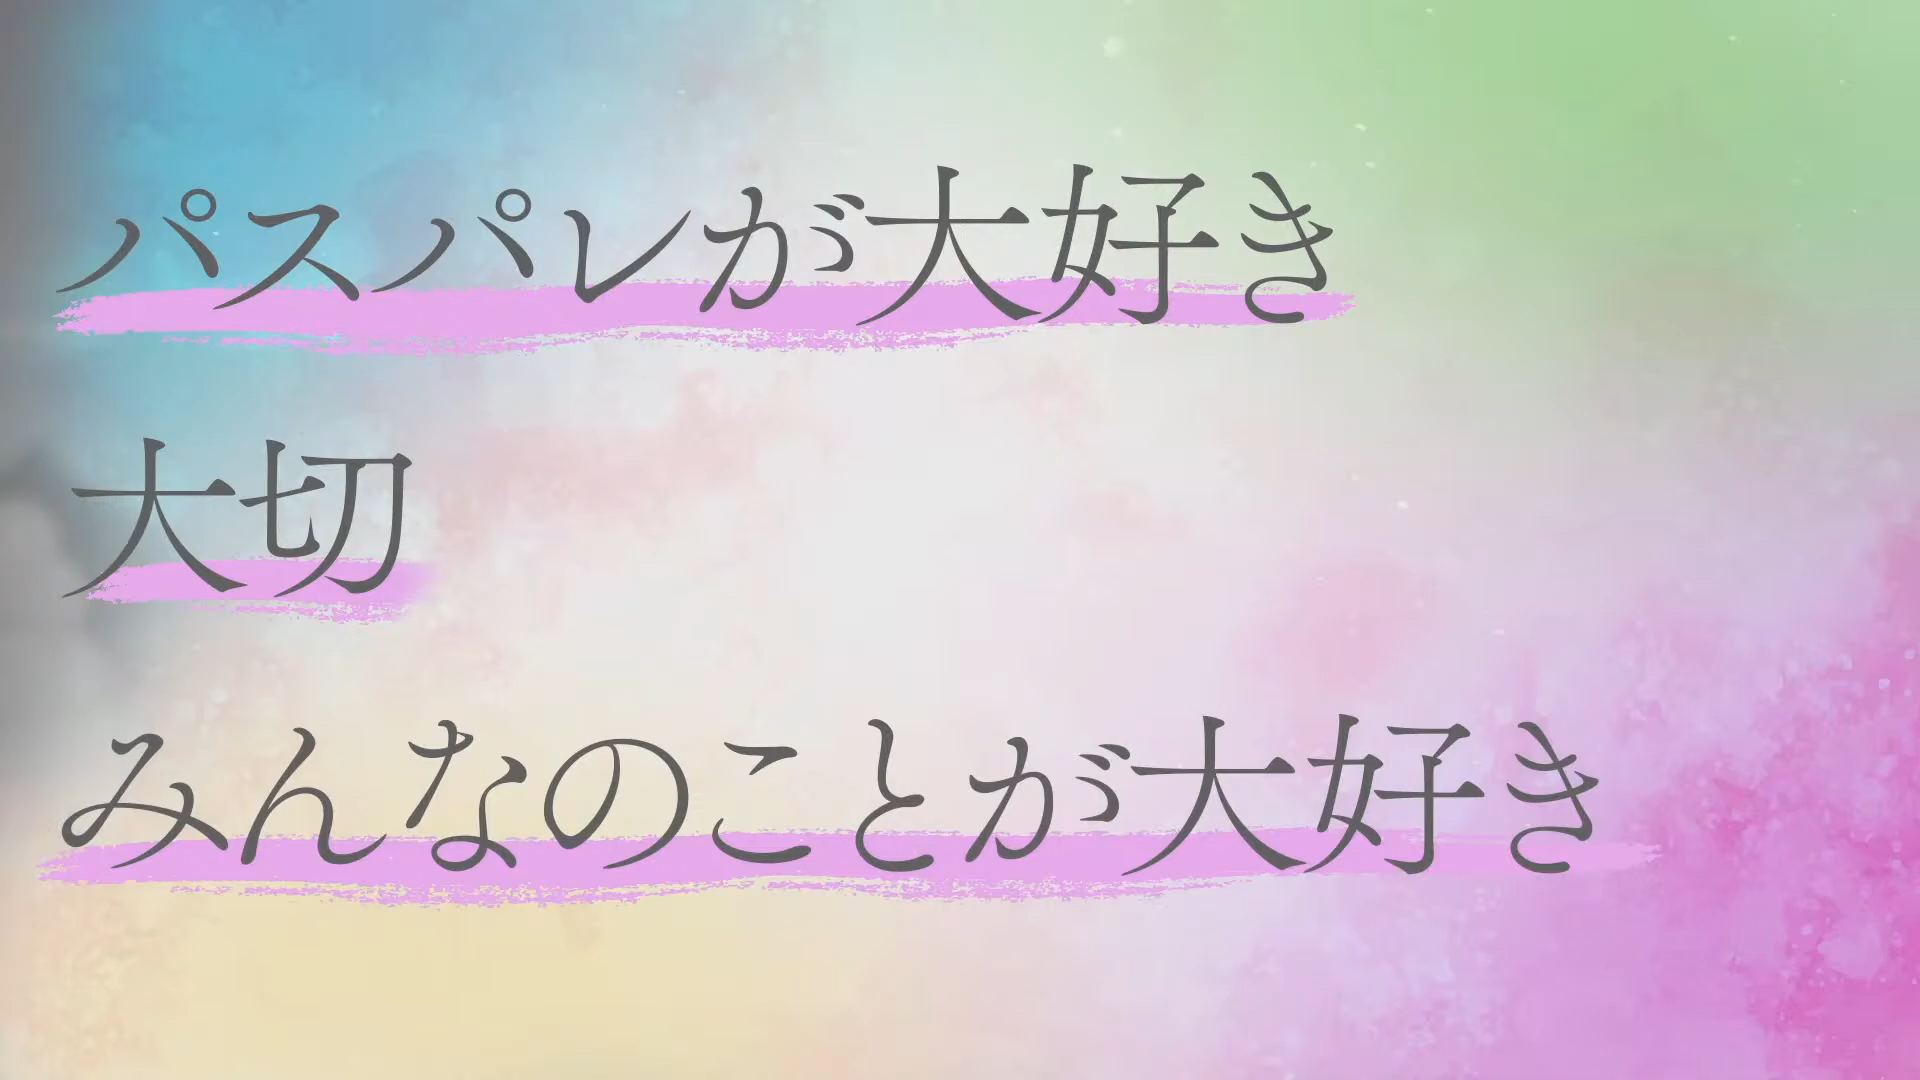 パスパレが大好き
大切
みんなのことが大好き